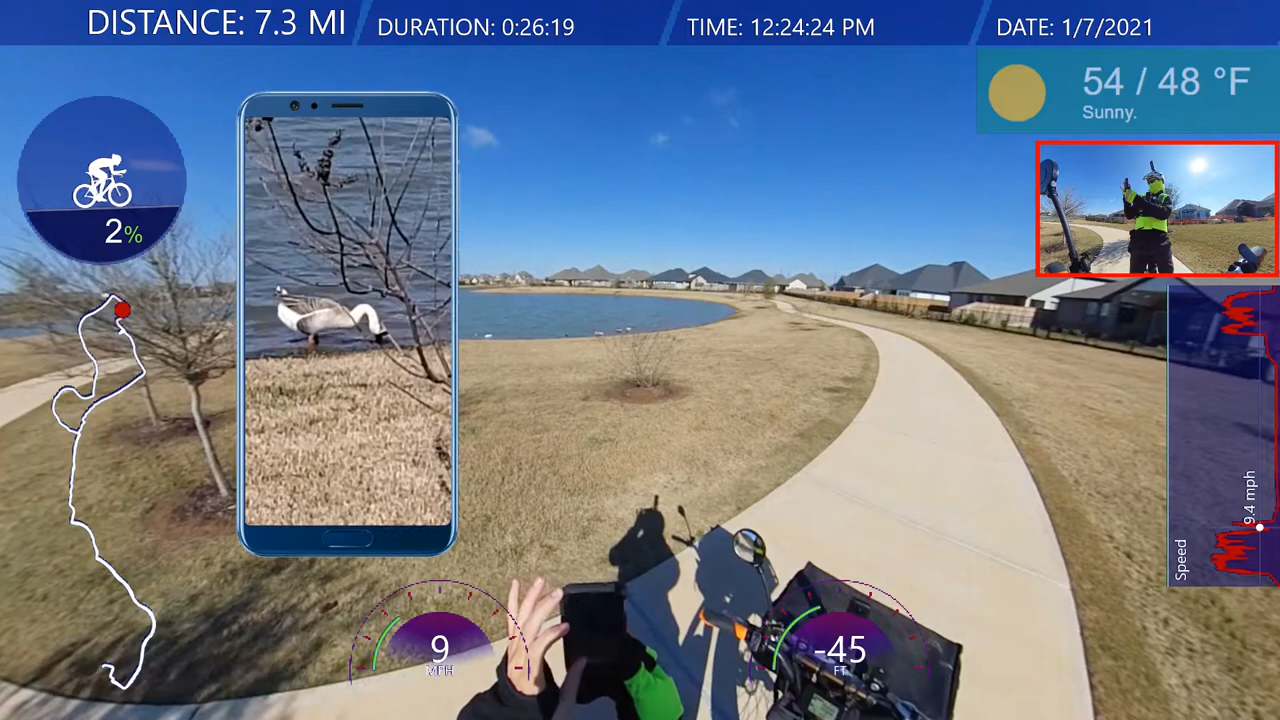 DISTANCE: 7.3 MI
DURATION: 0:26:19
TIME: 12:24:24 PM
DATE: 1/7/2021
54 / 48 °F
Sunny.
2%
9.4 mph
Speed
9
MPH
-45
FT